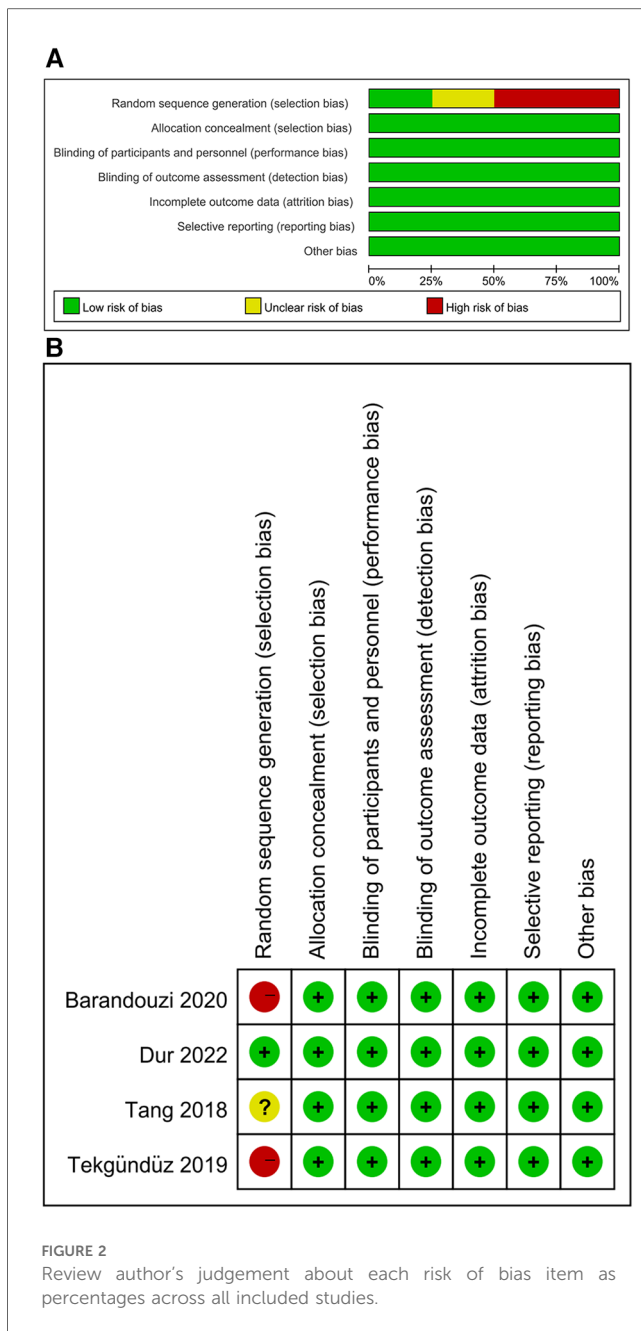 A
Random sequence generation (selection bias)
Allocation concealment (selection bias)
Blinding of participants and personnel (performance bias)
Blinding of outcome assessment (detection bias)
Incomplete outcome data (attrition bias)
Selective reporting (reporting bias)
Other bias
0% 25% 50% 75% 100%
Low risk of bias Unclear risk of bias High risk of bias
B
Random sequence generation (selection bias)
Allocation concealment (selection bias)
Blinding of participants and personnel (performance bias)
Blinding of outcome assessment (detection bias)
Incomplete outcome data (attrition bias)
Selective reporting (reporting bias)
Other bias
Barandouzi 2020 – + + + + + +
Dur 2022 + + + + + + +
Tang 2018 ? + + + + + +
Tekgündüz 2019 – + + + + + +
FIGURE 2
Review author's judgement about each risk of bias item as
percentages across all included studies.